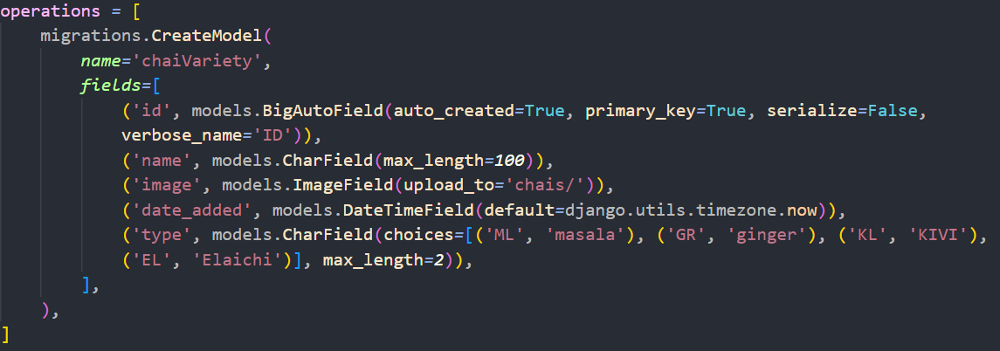 operations = [
migrations.CreateModel(
name='chaiVariety',
fields=[
('id', models.BigAutoField(auto_created=True, primary_key=True, serialize=False,
verbose_name='ID')),
('name', models.CharField(max_length=100)),
('image', models.ImageField(upload_to='chais/')),
('date_added', models.DateTimeField(default=django.utils.timezone.now)),
('type', models.CharField(choices=[('ML', 'masala'), ('GR', 'ginger'), ('KL', 'KIVI'),
('EL', 'Elaichi')], max_length=2)),
],
),
]